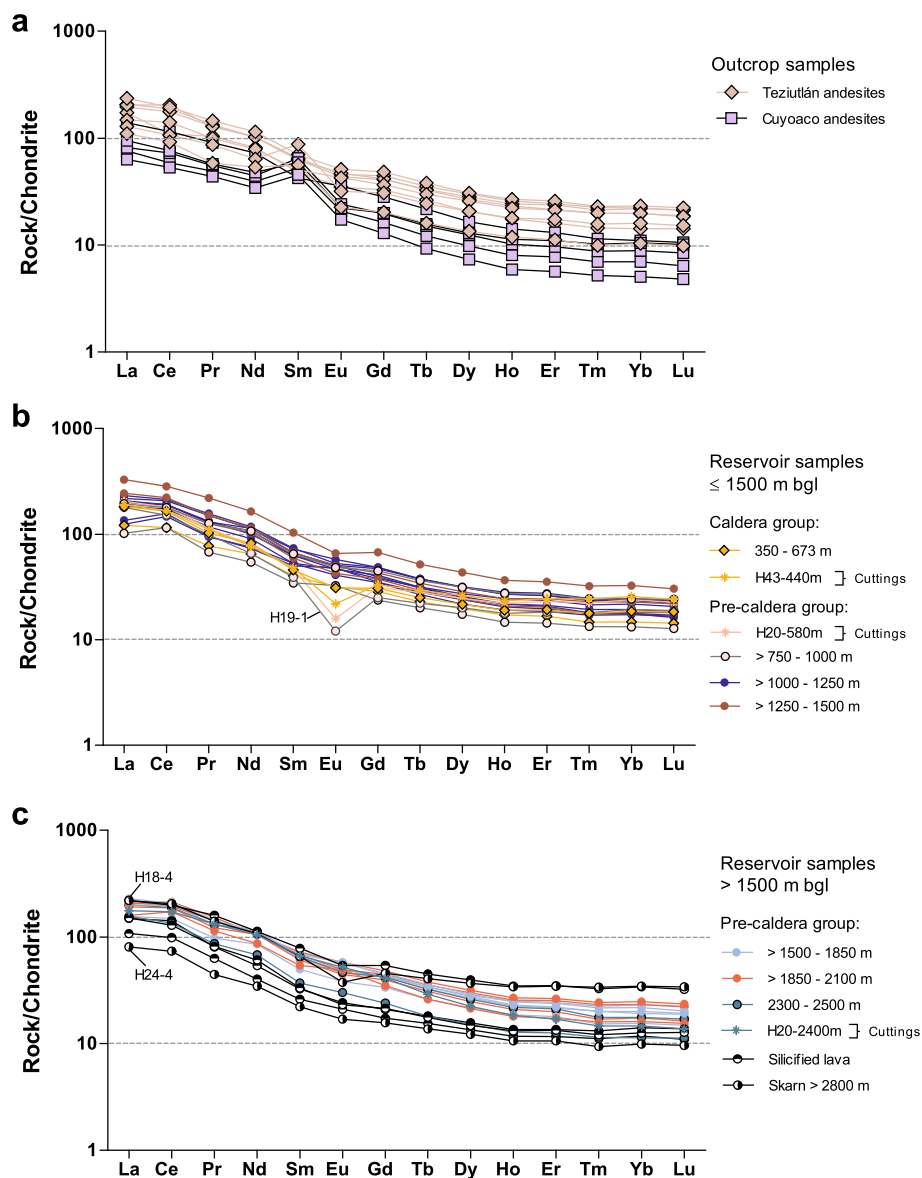 a
1000
100
10
1
Rock/Chondrite
La Ce Pr Nd Sm Eu Gd Tb Dy Ho Er Tm Yb Lu
Outcrop samples
Teziutlán andesites
Cuyoaco andesites
b
1000
100
10
1
Rock/Chondrite
H19-1
La Ce Pr Nd Sm Eu Gd Tb Dy Ho Er Tm Yb Lu
Reservoir samples
≤ 1500 m bgl
Caldera group:
350 - 673 m
H43-440m ] Cuttings
Pre-caldera group:
H20-580m ] Cuttings
> 750 - 1000 m
> 1000 - 1250 m
> 1250 - 1500 m
c
1000
100
10
1
Rock/Chondrite
H18-4
H24-4
La Ce Pr Nd Sm Eu Gd Tb Dy Ho Er Tm Yb Lu
Reservoir samples
> 1500 m bgl
Pre-caldera group:
> 1500 - 1850 m
> 1850 - 2100 m
2300 - 2500 m
H20-2400m ] Cuttings
Silicified lava
Skarn > 2800 m